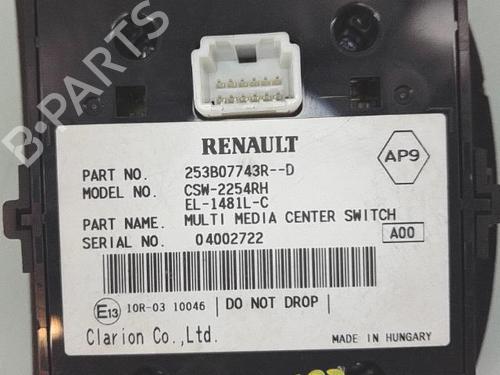 B-PARTS
RENAULT
AP9
PART NO. 253B07743R--D
MODEL NO. CSW-2254RH
EL-1481L-C
PART NAME. MULTI MEDIA CENTER SWITCH
SERIAL NO. 04002722
A00
E13 10R-03 10046 DO NOT DROP
Clarion Co.,Ltd. MADE IN HUNGARY